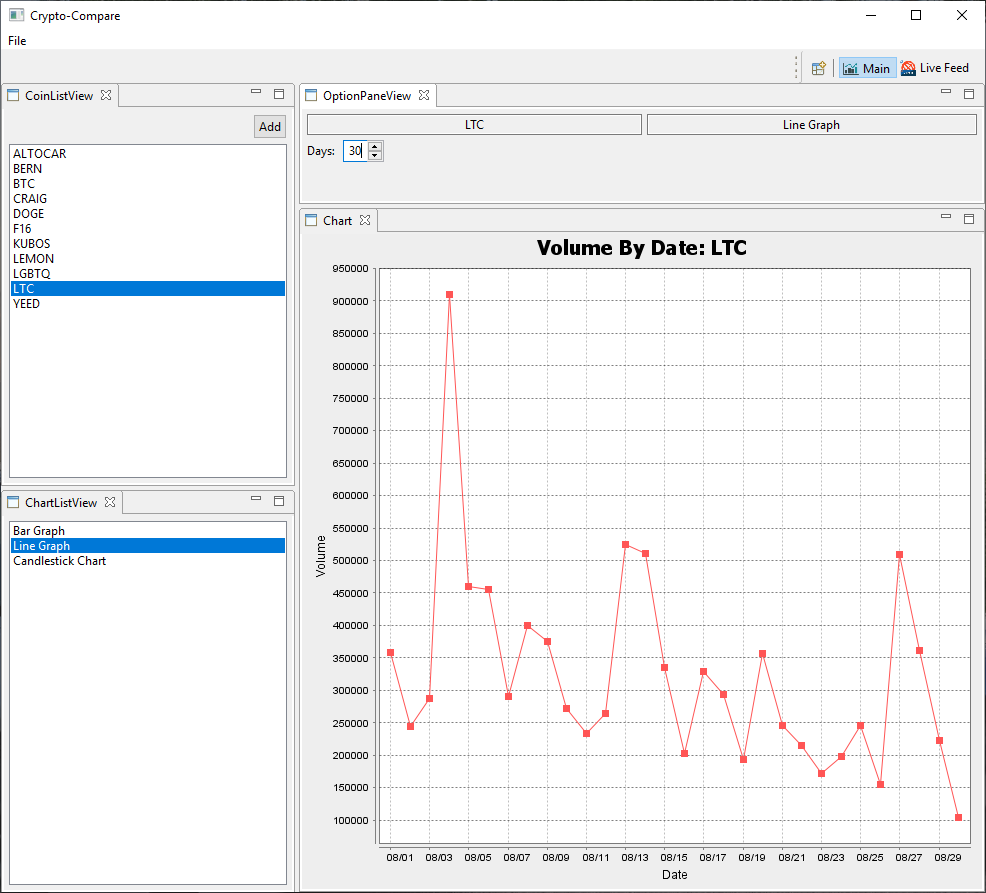 Crypto-Compare
File
Main
Live Feed
CoinListView
Add
ALTOCAR
BERN
BTC
CRAIG
DOGE
F16
KUBOS
LEMON
LGBTQ
LTC
YEED
ChartListView
Bar Graph
Line Graph
Candlestick Chart
OptionPaneView
LTC
Line Graph
Days: 30
Chart
Volume By Date: LTC
950000
900000
850000
800000
750000
700000
650000
600000
550000
500000
450000
400000
350000
300000
250000
200000
150000
100000
Volume
08/01 08/03 08/05 08/07 08/09 08/11 08/13 08/15 08/17 08/19 08/21 08/23 08/25 08/27 08/29
Date